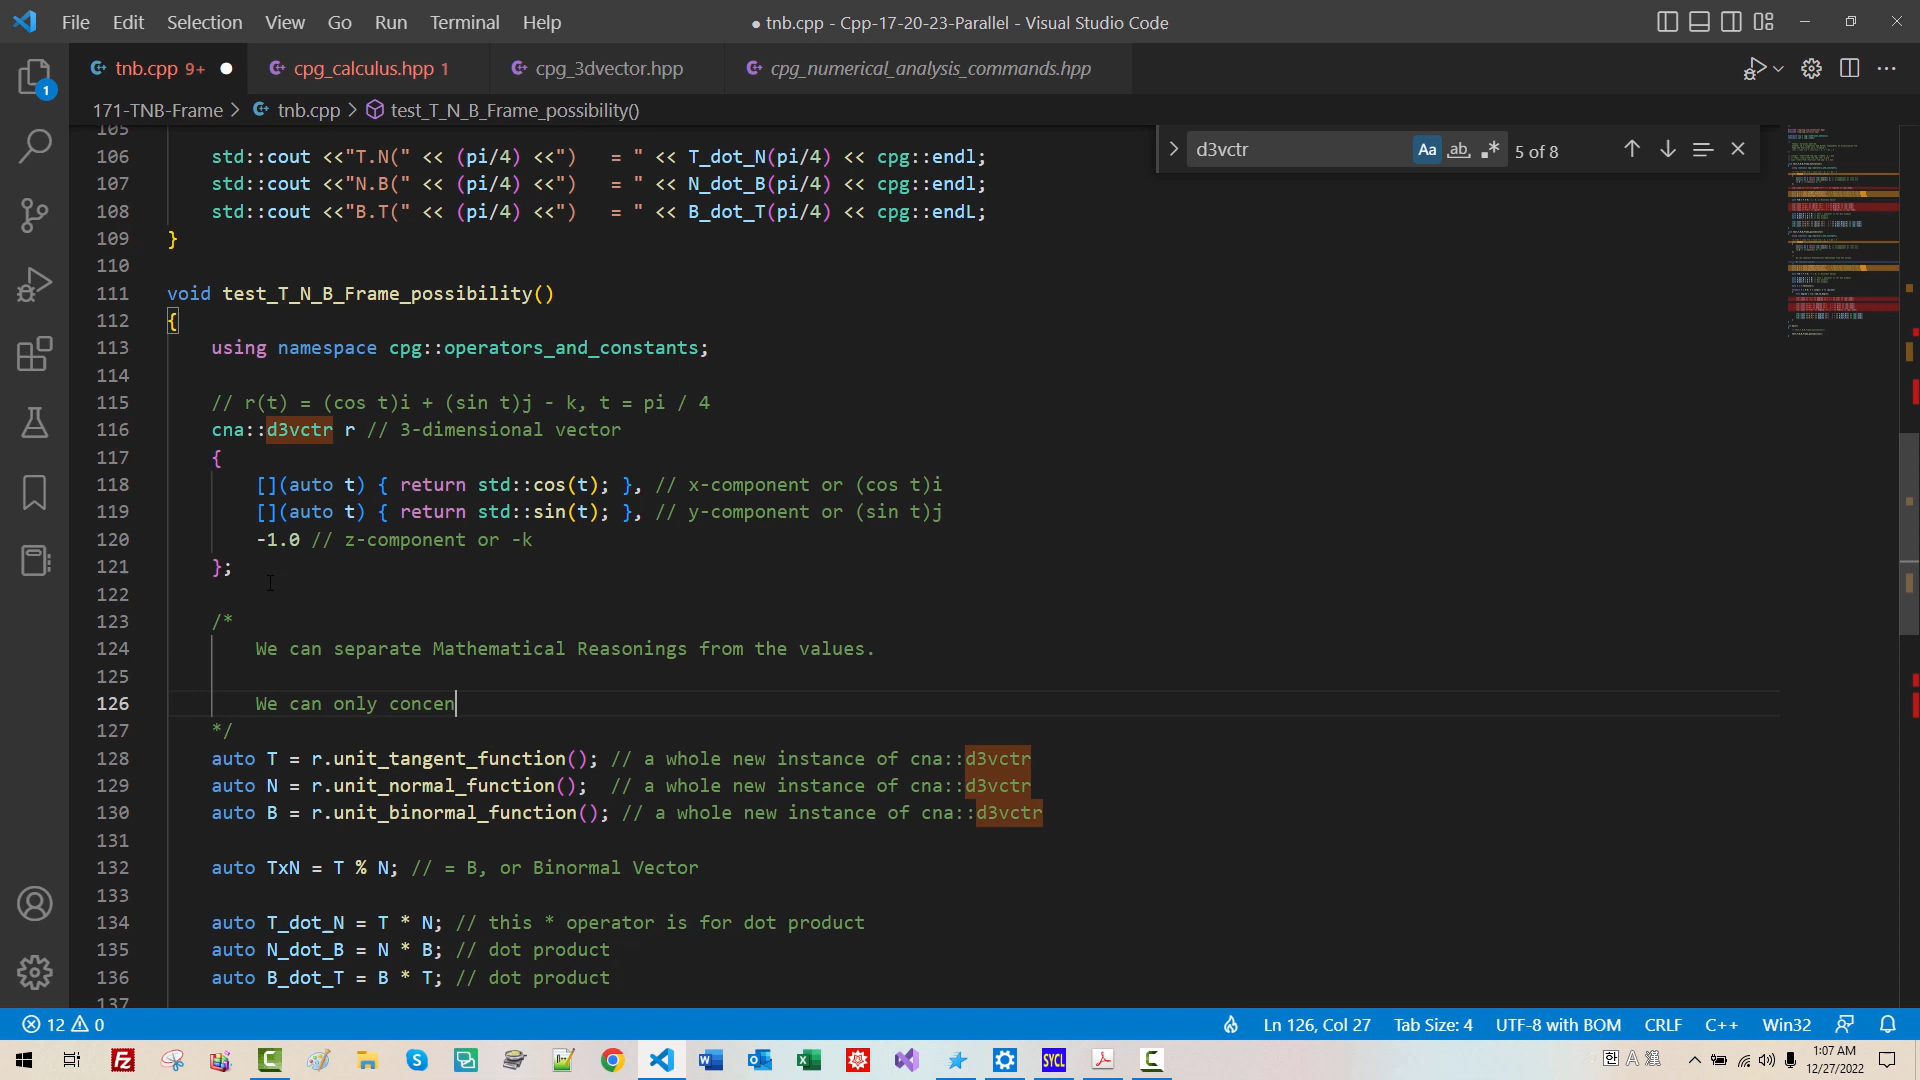 File Edit Selection View Go Run Terminal Help
● tnb.cpp - Cpp-17-20-23-Parallel - Visual Studio Code
tnb.cpp 9+ ●
cpg_calculus.hpp 1
cpg_3dvector.hpp
cpg_numerical_analysis_commands.hpp
171-TNB-Frame > tnb.cpp > test_T_N_B_Frame_possibility()
d3vctr
Aa ab .*
5 of 8
1
105
106 std::cout <<"T.N(" << (pi/4) <<")   = " << T_dot_N(pi/4) << cpg::endl;
107 std::cout <<"N.B(" << (pi/4) <<")   = " << N_dot_B(pi/4) << cpg::endl;
108 std::cout <<"B.T(" << (pi/4) <<")   = " << B_dot_T(pi/4) << cpg::endL;
109 }
110
111 void test_T_N_B_Frame_possibility()
112 {
113 using namespace cpg::operators_and_constants;
114
115 // r(t) = (cos t)i + (sin t)j - k, t = pi / 4
116 cna::d3vctr r // 3-dimensional vector
117 {
118 [](auto t) { return std::cos(t); }, // x-component or (cos t)i
119 [](auto t) { return std::sin(t); }, // y-component or (sin t)j
120 -1.0 // z-component or -k
121 };
122
123 /*
124 We can separate Mathematical Reasonings from the values.
125
126 We can only concen
127 */
128 auto T = r.unit_tangent_function(); // a whole new instance of cna::d3vctr
129 auto N = r.unit_normal_function();  // a whole new instance of cna::d3vctr
130 auto B = r.unit_binormal_function(); // a whole new instance of cna::d3vctr
131
132 auto TxN = T % N; // = B, or Binormal Vector
133
134 auto T_dot_N = T * N; // this * operator is for dot product
135 auto N_dot_B = N * B; // dot product
136 auto B_dot_T = B * T; // dot product
137
12 0
Ln 126, Col 27 Tab Size: 4 UTF-8 with BOM CRLF C++ Win32
SYCL
한 A 漢
1:07 AM
12/27/2022